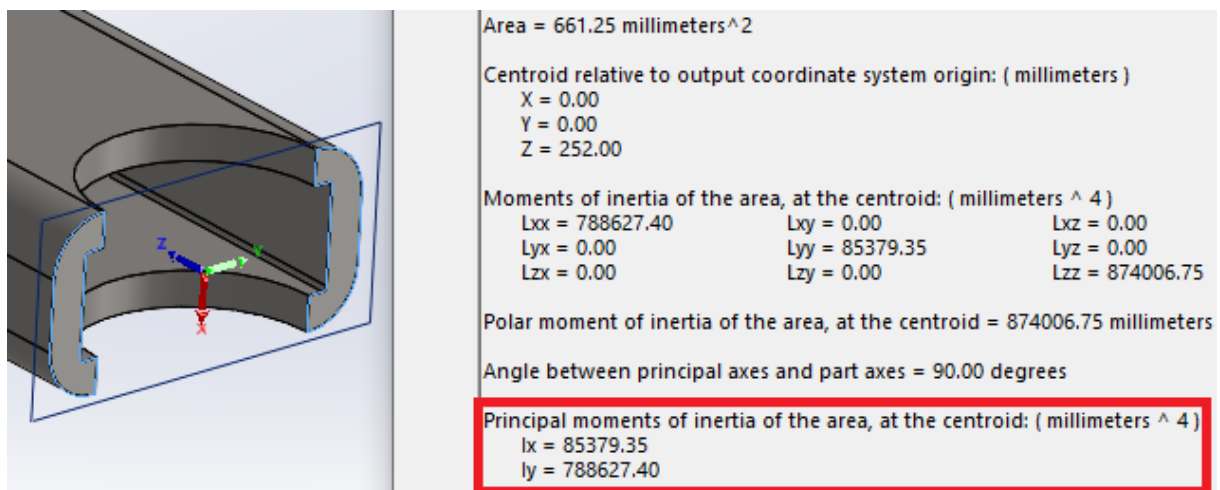 Area = 661.25 millimeters^2
Centroid relative to output coordinate system origin: ( millimeters )
X = 0.00
Y = 0.00
Z = 252.00
Moments of inertia of the area, at the centroid: ( millimeters ^ 4 )
Lxx = 788627.40 Lxy = 0.00 Lxz = 0.00
Lyx = 0.00 Lyy = 85379.35 Lyz = 0.00
Lzx = 0.00 Lzy = 0.00 Lzz = 874006.75
Polar moment of inertia of the area, at the centroid = 874006.75 millimeters
Angle between principal axes and part axes = 90.00 degrees
Principal moments of inertia of the area, at the centroid: ( millimeters ^ 4 )
Ix = 85379.35
Iy = 788627.40
Z
Y
X